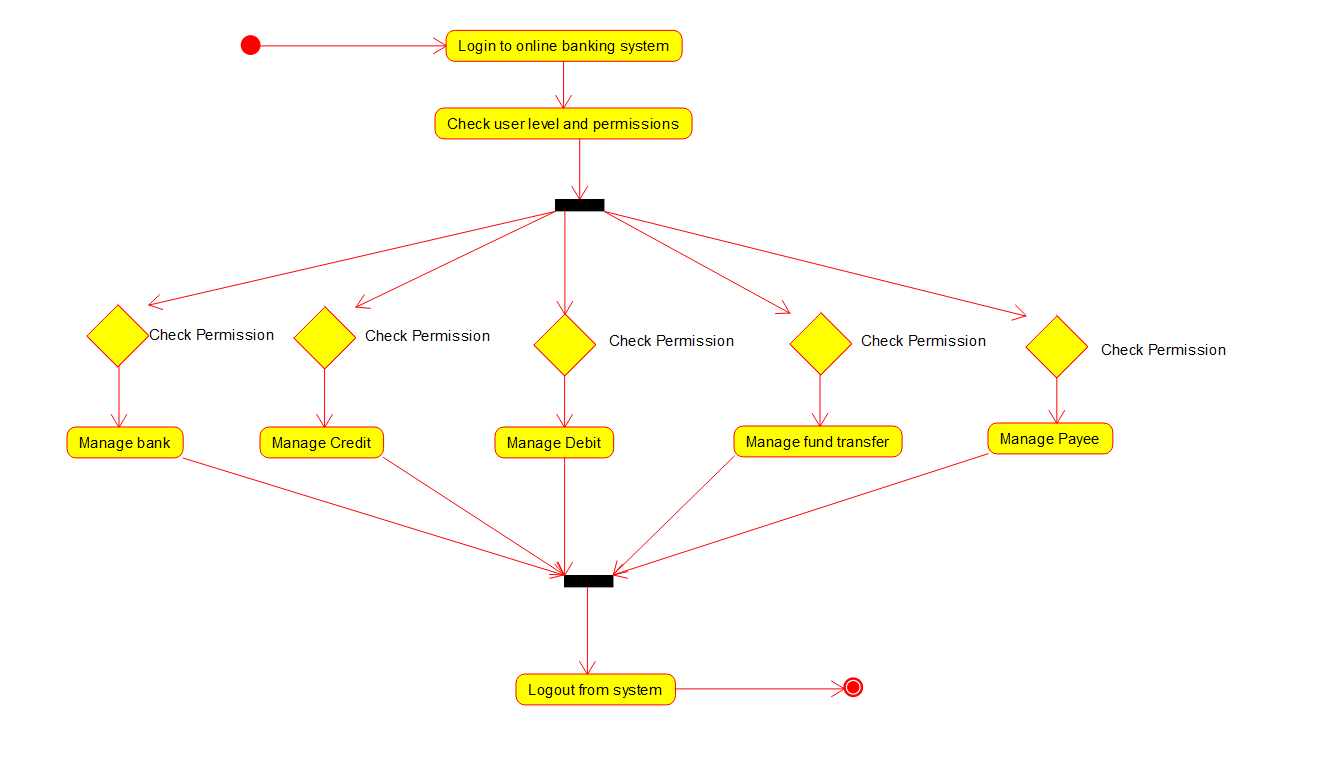 Login to online banking system
Check user level and permissions
Check Permission
Check Permission
Check Permission
Check Permission
Check Permission
Manage bank
Manage Credit
Manage Debit
Manage fund transfer
Manage Payee
Logout from system